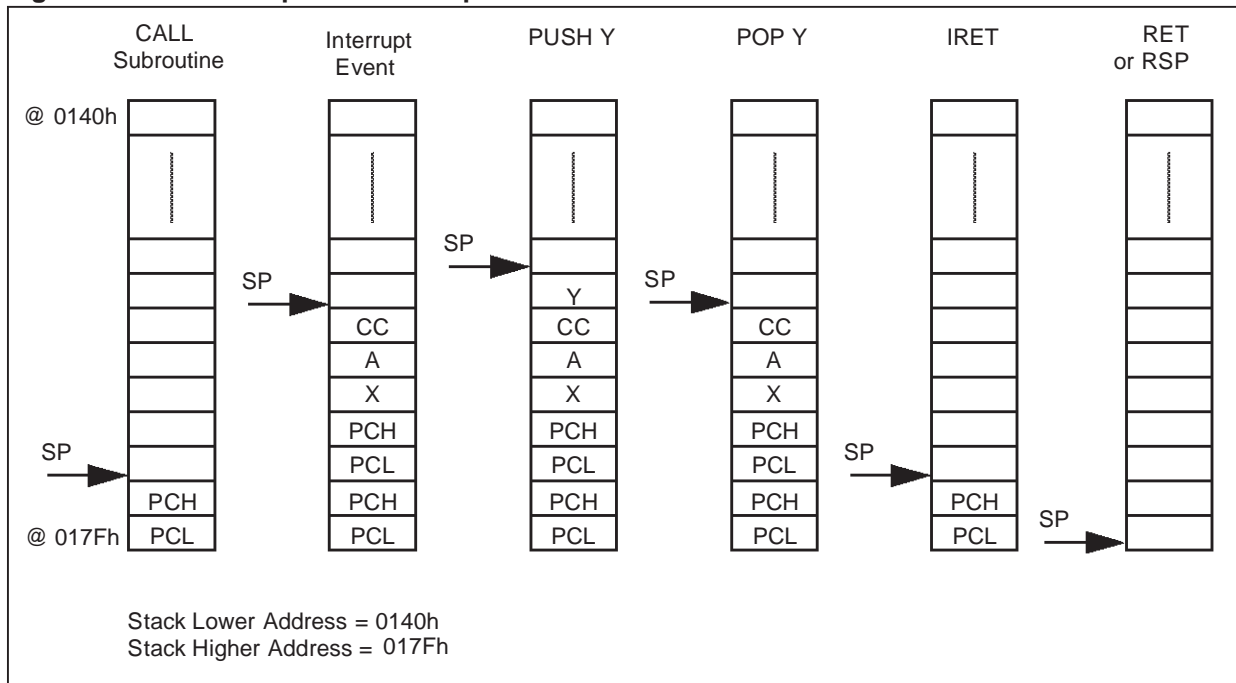 CALL
Subroutine
Interrupt
Event
PUSH Y
POP Y
IRET
RET
or RSP
@ 0140h
SP
SP
SP
Y
CC
CC
CC
A
A
A
X
X
X
PCH
PCH
PCH
SP
SP
PCL
PCL
PCL
PCH
PCH
PCH
PCH
PCH
SP
@ 017Fh
PCL
PCL
PCL
PCL
PCL
Stack Lower Address = 0140h
Stack Higher Address = 017Fh